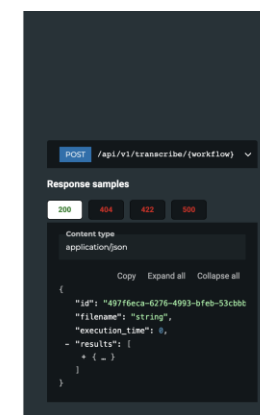 POST /api/v1/transcribe/{workflow}
Response samples
200 404 422 500
Content type
application/json
Copy Expand all Collapse all
{
"id": "497f6eca-6276-4993-bfeb-53cbbb
"filename": "string",
"execution_time": 0,
- "results": [
+ { … }
]
}